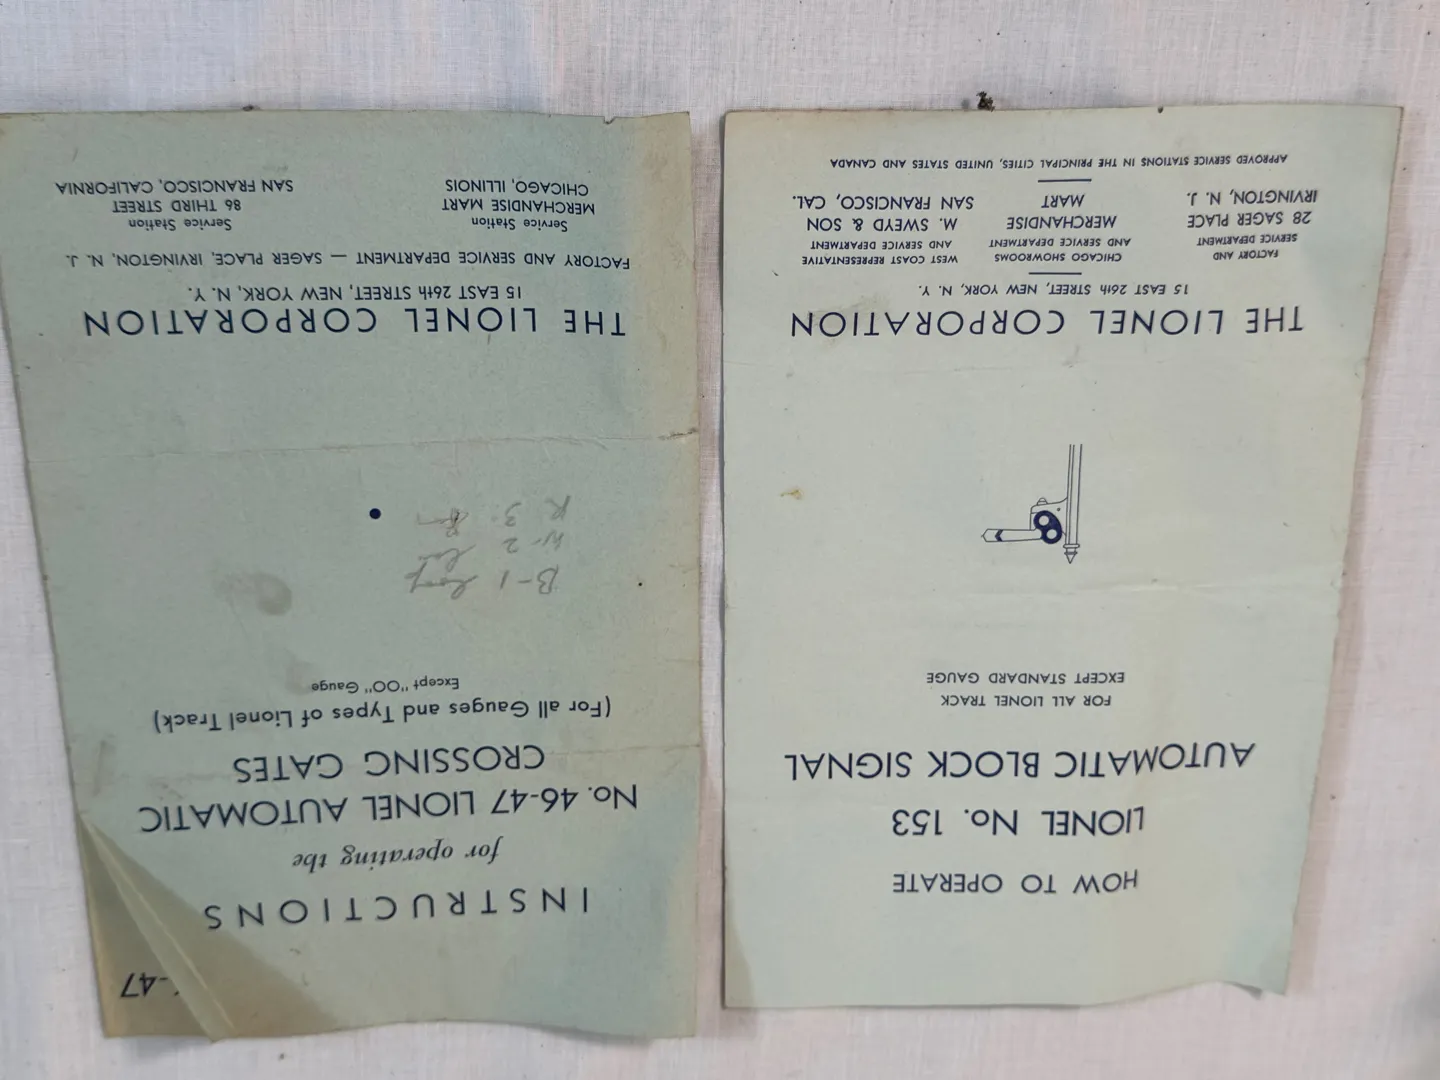 -47
INSTRUCTIONS
for operating the
No. 46-47 LIONEL AUTOMATIC
CROSSING GATES
(For all Gauges and Types of Lionel Track)
Except "OO" Gauge
B-1 Long
2
3.
THE LIONEL CORPORATION
15 EAST 26th STREET, NEW YORK, N. Y.
FACTORY AND SERVICE DEPARTMENT — SAGER PLACE, IRVINGTON, N. J.
Service Station
MERCHANDISE MART
CHICAGO, ILLINOIS
Service Station
86 THIRD STREET
SAN FRANCISCO, CALIFORNIA
HOW TO OPERATE
LIONEL No. 153
AUTOMATIC BLOCK SIGNAL
FOR ALL LIONEL TRACK
EXCEPT STANDARD GAUGE
THE LIONEL CORPORATION
15 EAST 26th STREET, NEW YORK, N. Y.
FACTORY AND
SERVICE DEPARTMENT
28 SAGER PLACE
IRVINGTON, N. J.
CHICAGO SHOWROOMS
AND SERVICE DEPARTMENT
MERCHANDISE
MART
WEST COAST REPRESENTATIVE
AND SERVICE DEPARTMENT
M. SWEYD & SON
SAN FRANCISCO, CAL.
APPROVED SERVICE STATIONS IN THE PRINCIPAL CITIES, UNITED STATES AND CANADA